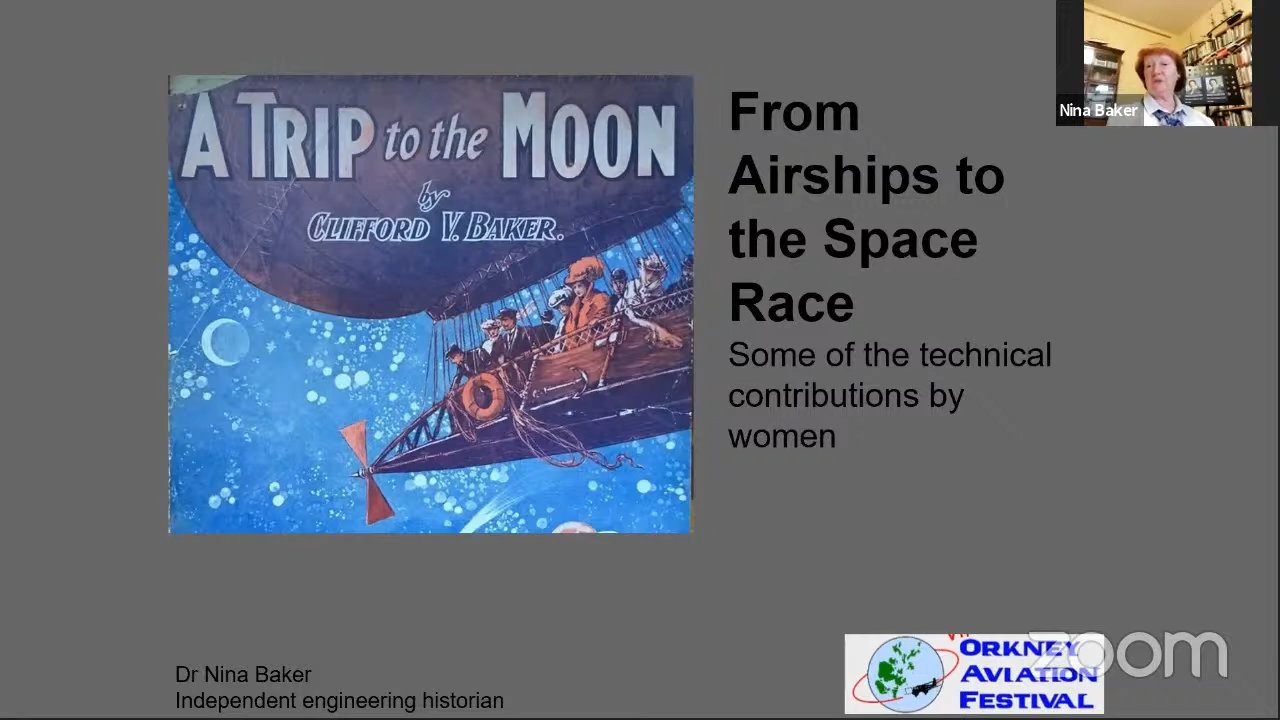 A TRIP to the MOON
by
CLIFFORD V. BAKER.
From
Airships to
the Space
Race
Some of the technical
contributions by
women
Nina Baker
Dr Nina Baker
Independent engineering historian
ORKNEY
AVIATION
FESTIVAL
zoom